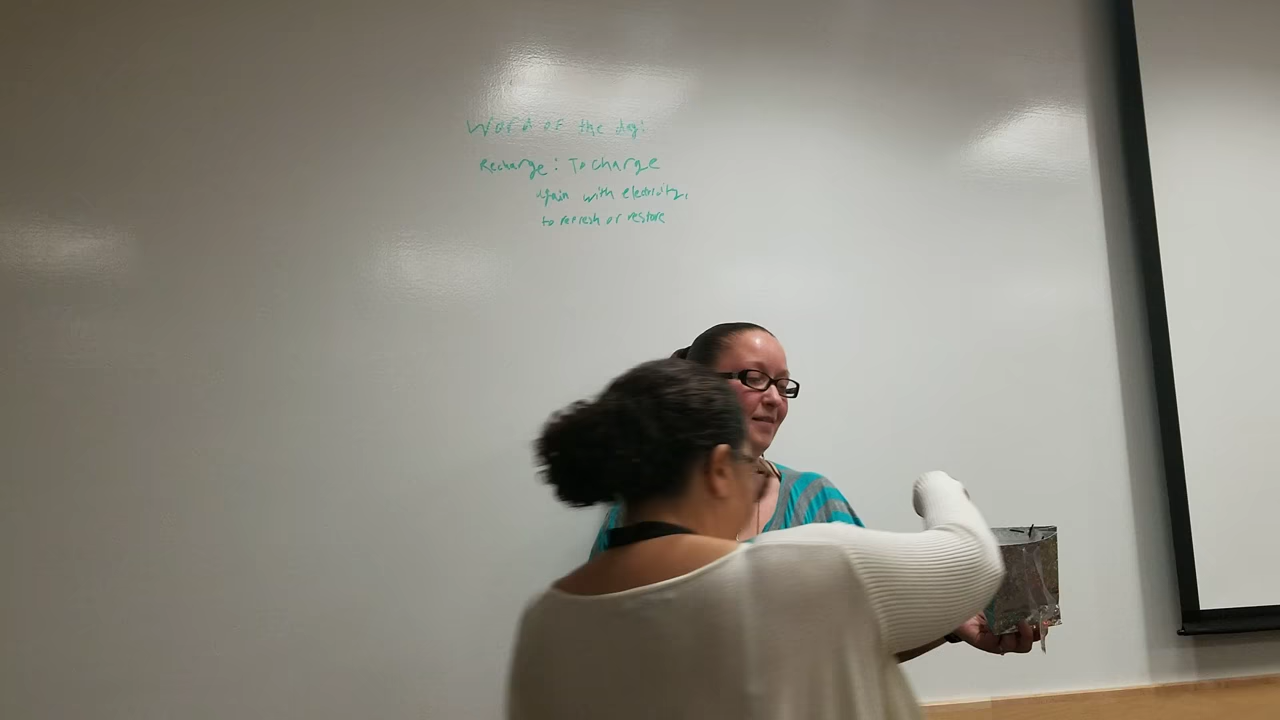 Word of the day:
Recharge: To charge
again with electricity,
to refresh or restore